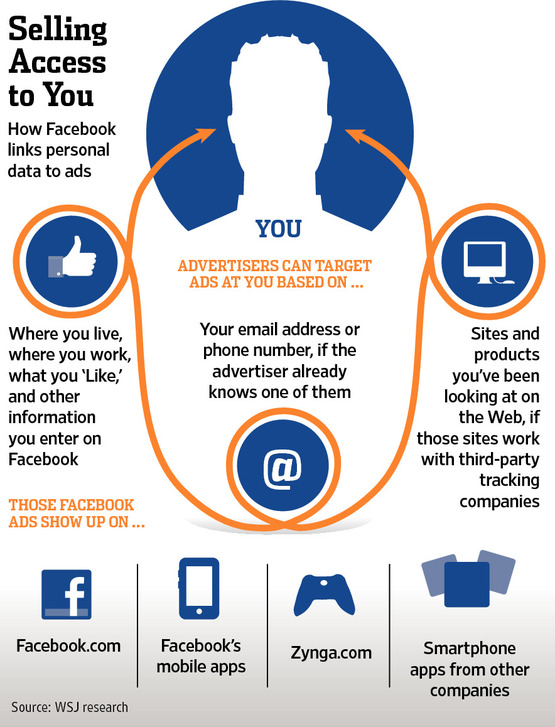 Selling
Access
to You
How Facebook
links personal
data to ads
YOU
ADVERTISERS CAN TARGET
ADS AT YOU BASED ON ...
Where you live,
where you work,
what you ‘Like,’
and other
information
you enter on
Facebook
Your email address or
phone number, if the
advertiser already
knows one of them
@
Sites and
products
you’ve been
looking at on
the Web, if
those sites work
with third-party
tracking
companies
THOSE FACEBOOK
ADS SHOW UP ON ...
f
Facebook.com
Facebook’s
mobile apps
Zynga.com
Smartphone
apps from other
companies
Source: WSJ research